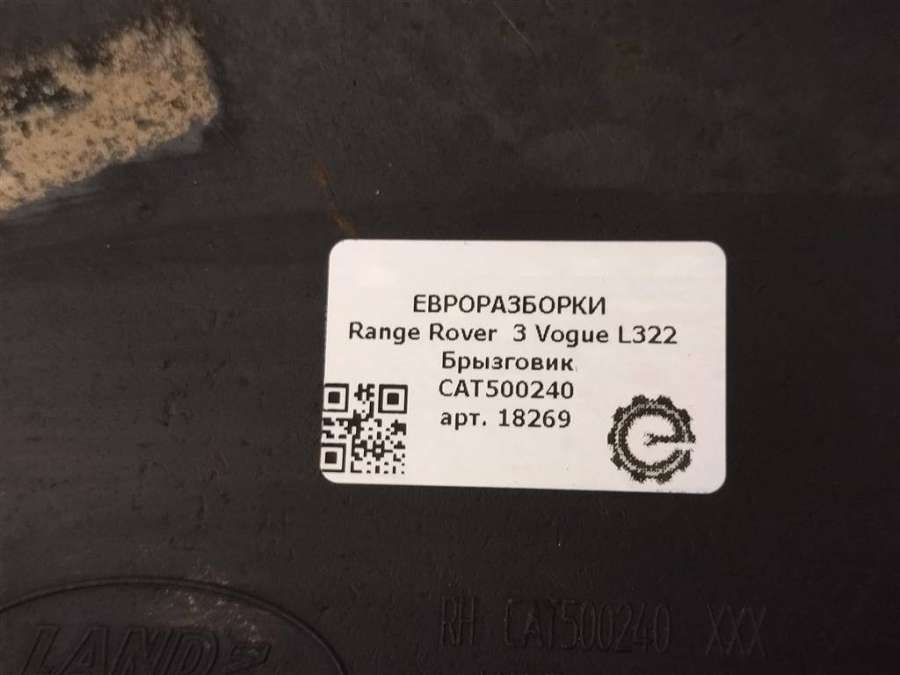 ЕВРОРАЗБОРКИ
Range Rover 3 Vogue L322
Брызговик
CAT500240
арт. 18269
RH CAT500240 XXX
LAND